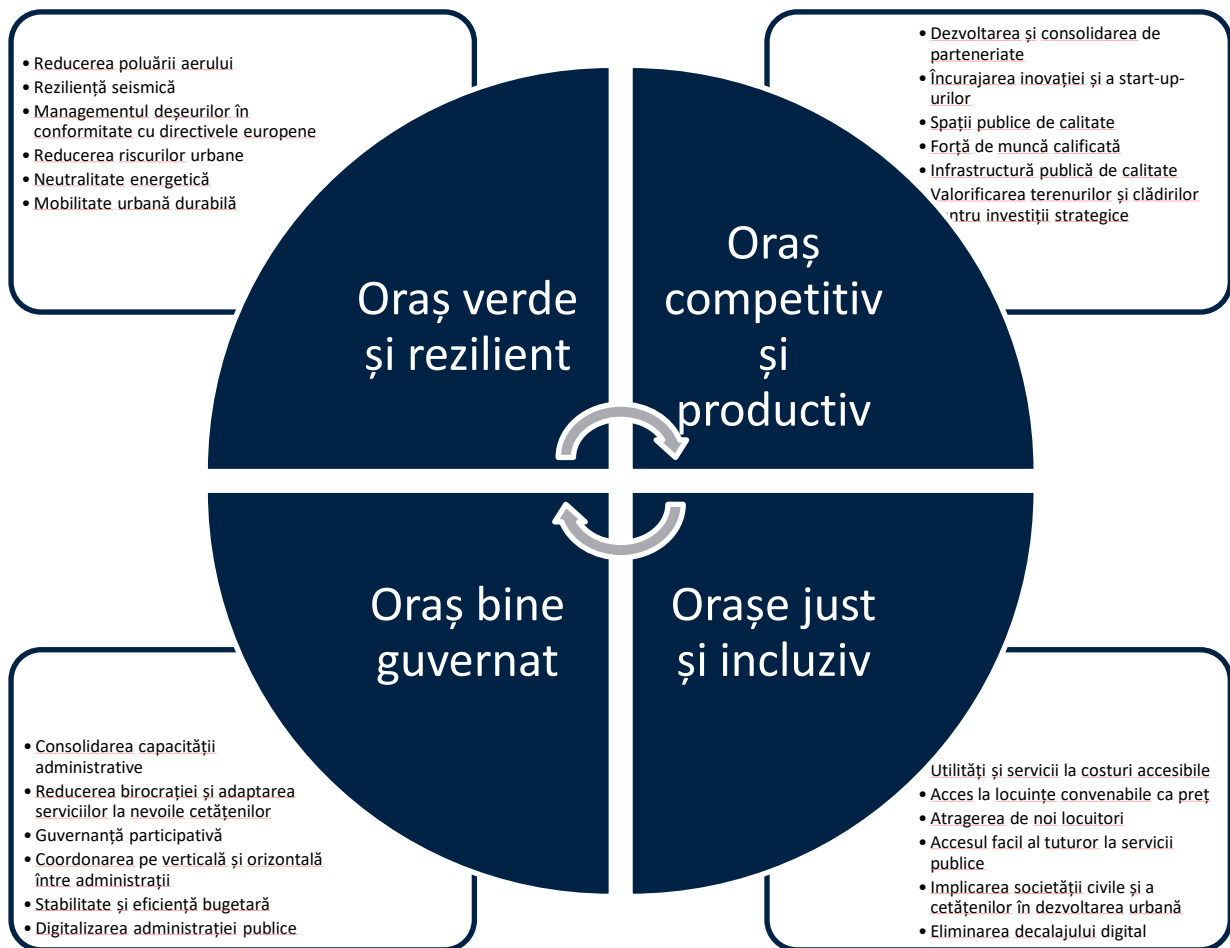 • Reducerea poluării aerului
• Reziliență seismică
• Managementul deșeurilor în
conformitate cu directivele europene
• Reducerea riscurilor urbane
• Neutralitate energetică
• Mobilitate urbană durabilă
• Dezvoltarea și consolidarea de
parteneriate
• Încurajarea inovației și a start-up-
urilor
• Spații publice de calitate
• Forță de muncă calificată
• Infrastructură publică de calitate
Valorificarea terenurilor și clădirilor
ntru investiții strategice
Oraș verde
și rezilient
Oraș
competitiv
și
productiv
Oraș bine
guvernat
Orașe just
și incluziv
• Consolidarea capacității
administrative
• Reducerea birocrației și adaptarea
serviciilor la nevoile cetățenilor
• Guvernanță participativă
• Coordonarea pe verticală și orizontală
între administrații
• Stabilitate și eficiență bugetară
• Digitalizarea administrației publice
Utilități și servicii la costuri accesibile
• Acces la locuințe convenabile ca preț
• Atragerea de noi locuitori
• Accesul facil al tuturor la servicii
publice
• Implicarea societății civile și a
cetățenilor în dezvoltarea urbană
• Eliminarea decalajului digital